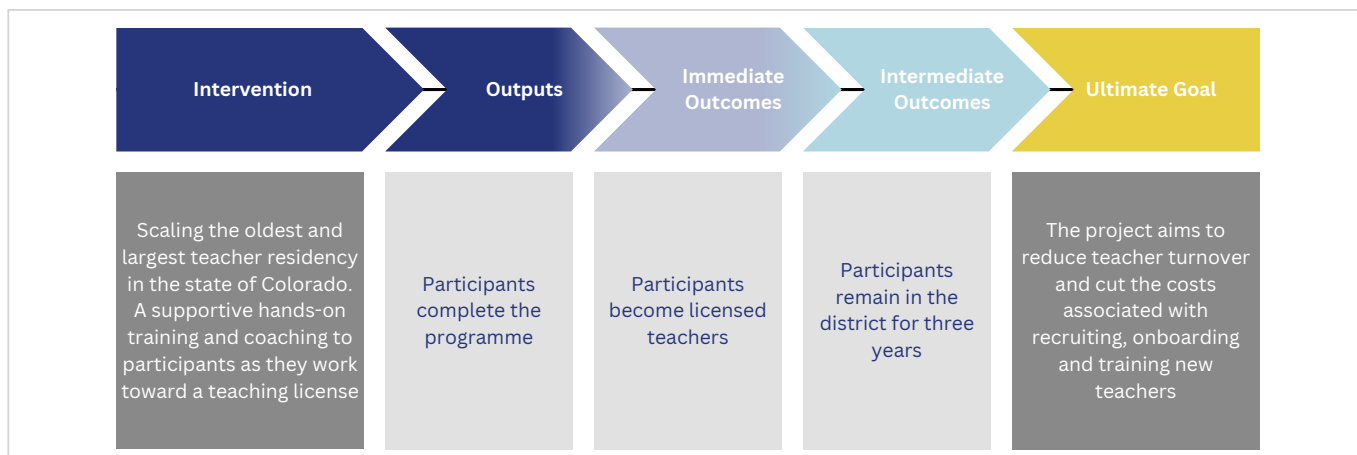 Intervention
Outputs
Immediate
Outcomes
Intermediate
Outcomes
Ultimate Goal
Scaling the oldest and
largest teacher residency
in the state of Colorado.
A supportive hands-on
training and coaching to
participants as they work
toward a teaching license
Participants
complete the
programme
Participants
become licensed
teachers
Participants
remain in the
district for three
years
The project aims to
reduce teacher turnover
and cut the costs
associated with
recruiting, onboarding
and training new
teachers